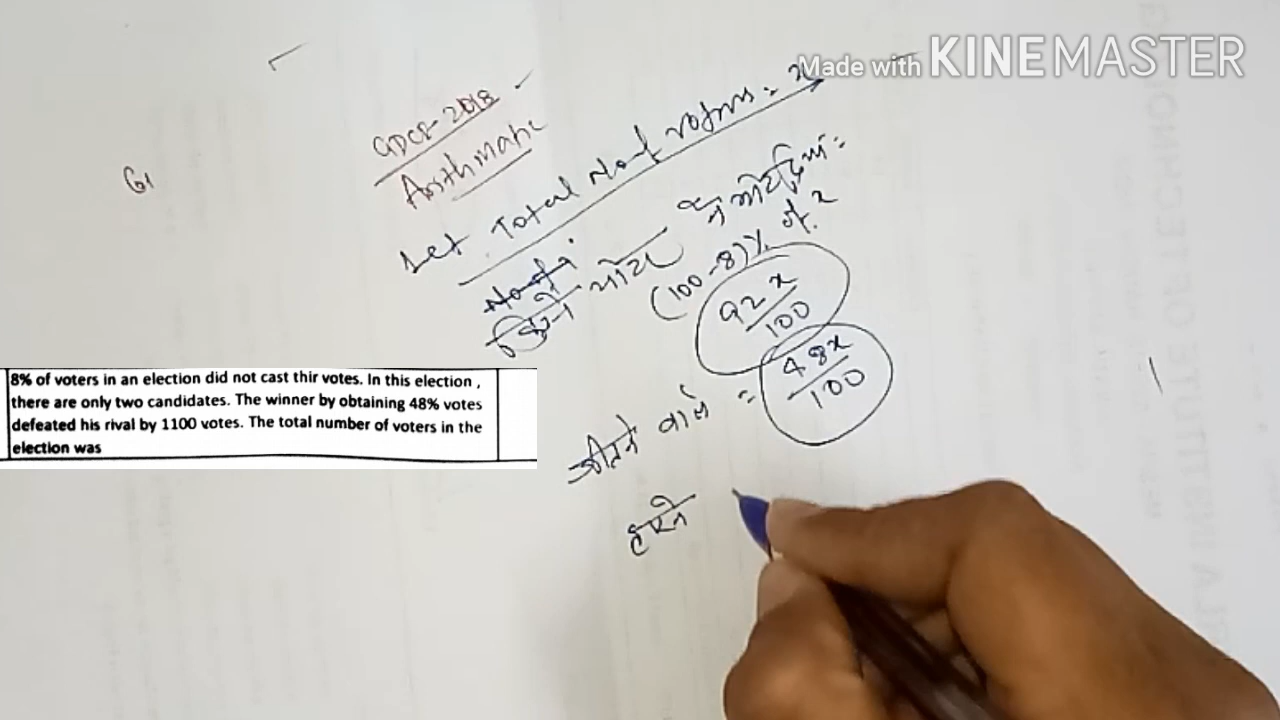 Made with KINEMASTER
GDCE-2018
Arithmatic
G1
Let Total No of voters = x
वोट
(100-8)% of x
92x
100
8% of voters in an election did not cast thir votes. In this election ,
there are only two candidates. The winner by obtaining 48% votes
defeated his rival by 1100 votes. The total number of voters in the
election was
जीतने वाले = 48x
100
हारने